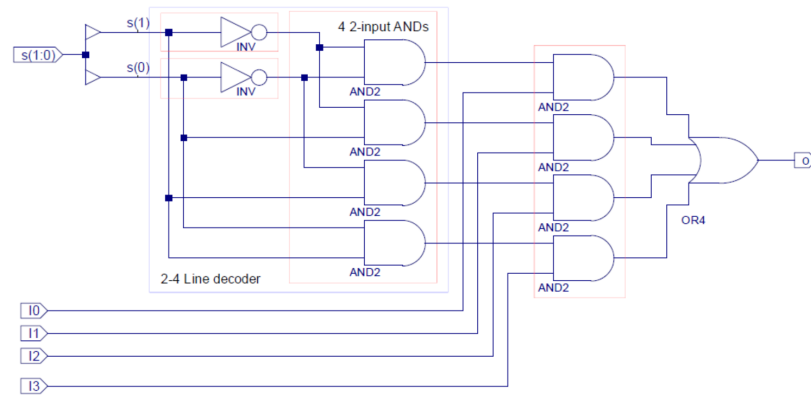 s(1)
4 2-input ANDs
INV
s(1:0)
s(0)
INV
AND2
AND2
AND2
AND2
AND2
AND2
AND2
AND2
o
OR4
2-4 Line decoder
I0
I1
I2
I3